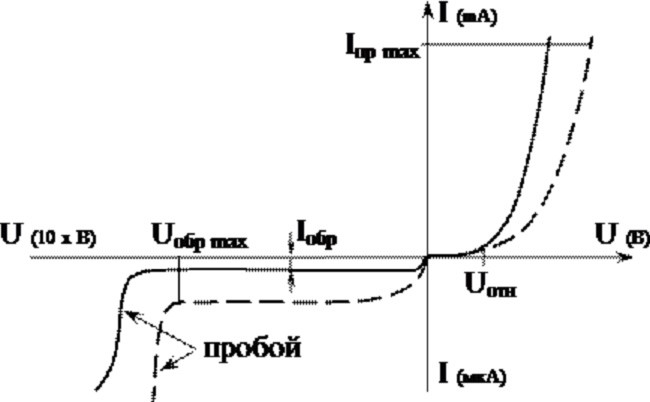 I (mA)
Iпр max
U (10 x В)
Uобр max
Iобр
U (В)
Uотн
пробой
I (мкА)